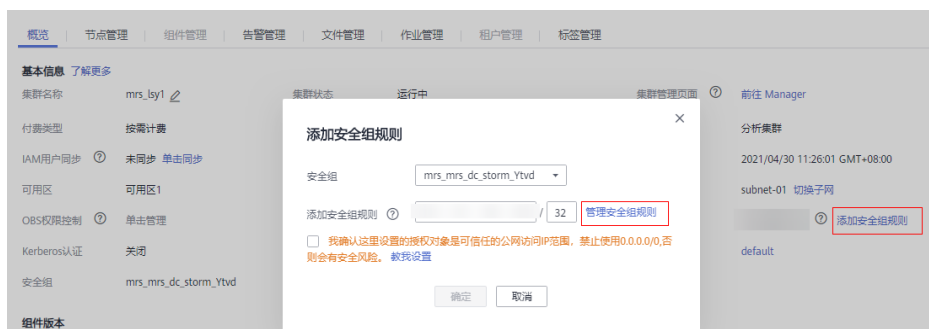 概览 节点管理 组件管理 告警管理 文件管理 作业管理 租户管理 标签管理
基本信息 了解更多
集群名称 mrs_lsy1 集群状态 运行中 集群管理页面 前往 Manager
付费类型 按需计费 分析集群
IAM用户同步 未同步 单击同步 2021/04/30 11:26:01 GMT+08:00
可用区 可用区1 subnet-01 切换子网
OBS权限控制 单击管理 添加安全组规则
Kerberos认证 关闭 default
安全组 mrs_mrs_dc_storm_Ytvd
组件版本
添加安全组规则
安全组 mrs_mrs_dc_storm_Ytvd
添加安全组规则 / 32 管理安全组规则
我确认这里设置的授权对象是可信任的公网访问IP范围，禁止使用0.0.0.0/0,否
则会有安全风险。 教我设置
确定 取消